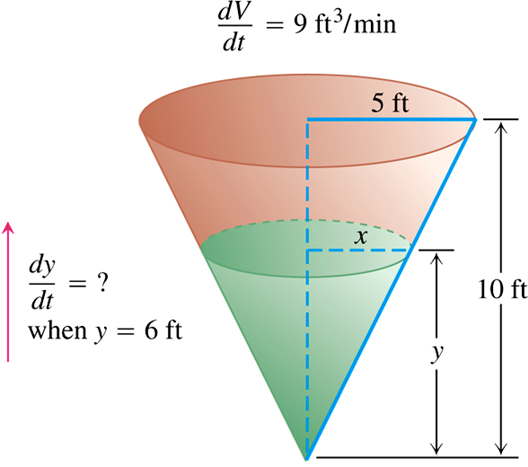 dV/dt = 9 ft³/min
5 ft
x
dy/dt = ?
when y = 6 ft
10 ft
y